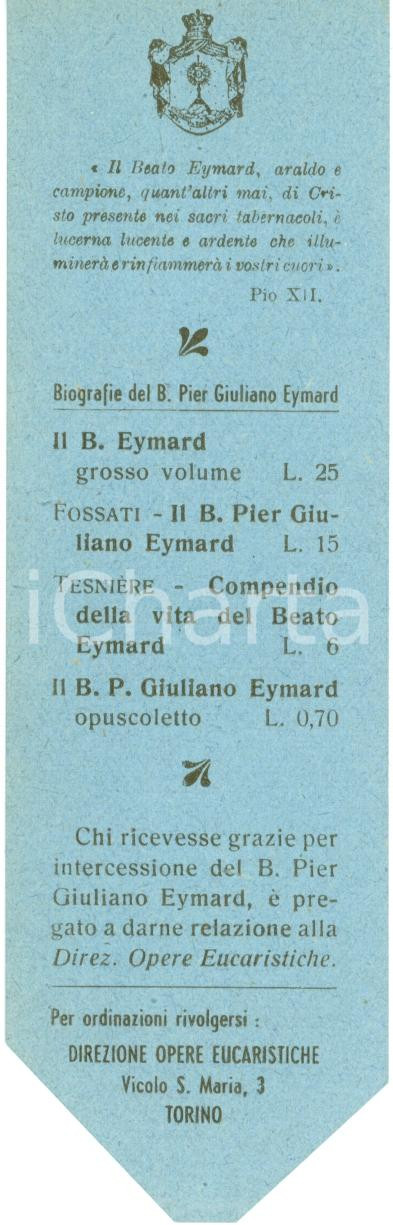 « Il Beato Eymard, araldo e
campione, quant'altri mai, di Cri-
sto presente nei sacri tabernacoli, è
lucerna lucente e ardente che illu-
minerà e rinfiammerà i vostri cuori ».
Pio XII.
Biografie del B. Pier Giuliano Eymard
Il B. Eymard
grosso volume L. 25
FOSSATI - Il B. Pier Giu-
liano Eymard L. 15
TESNIÈRE - Compendio
della vita del Beato
Eymard L. 6
Il B. P. Giuliano Eymard
opuscoletto L. 0,70
Chi ricevesse grazie per
intercessione del B. Pier
Giuliano Eymard, è pre-
gato a darne relazione alla
Direz. Opere Eucaristiche.
Per ordinazioni rivolgersi :
DIREZIONE OPERE EUCARISTICHE
Vicolo S. Maria, 3
TORINO
iCharta